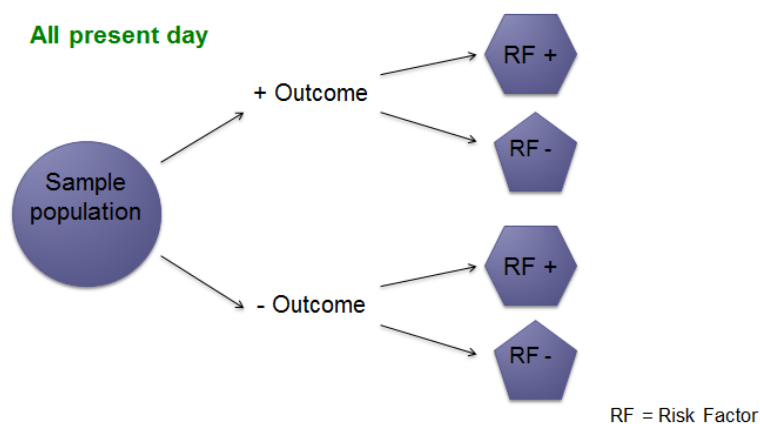 All present day
RF +
+ Outcome
RF -
Sample
population
RF +
- Outcome
RF -
RF = Risk Factor